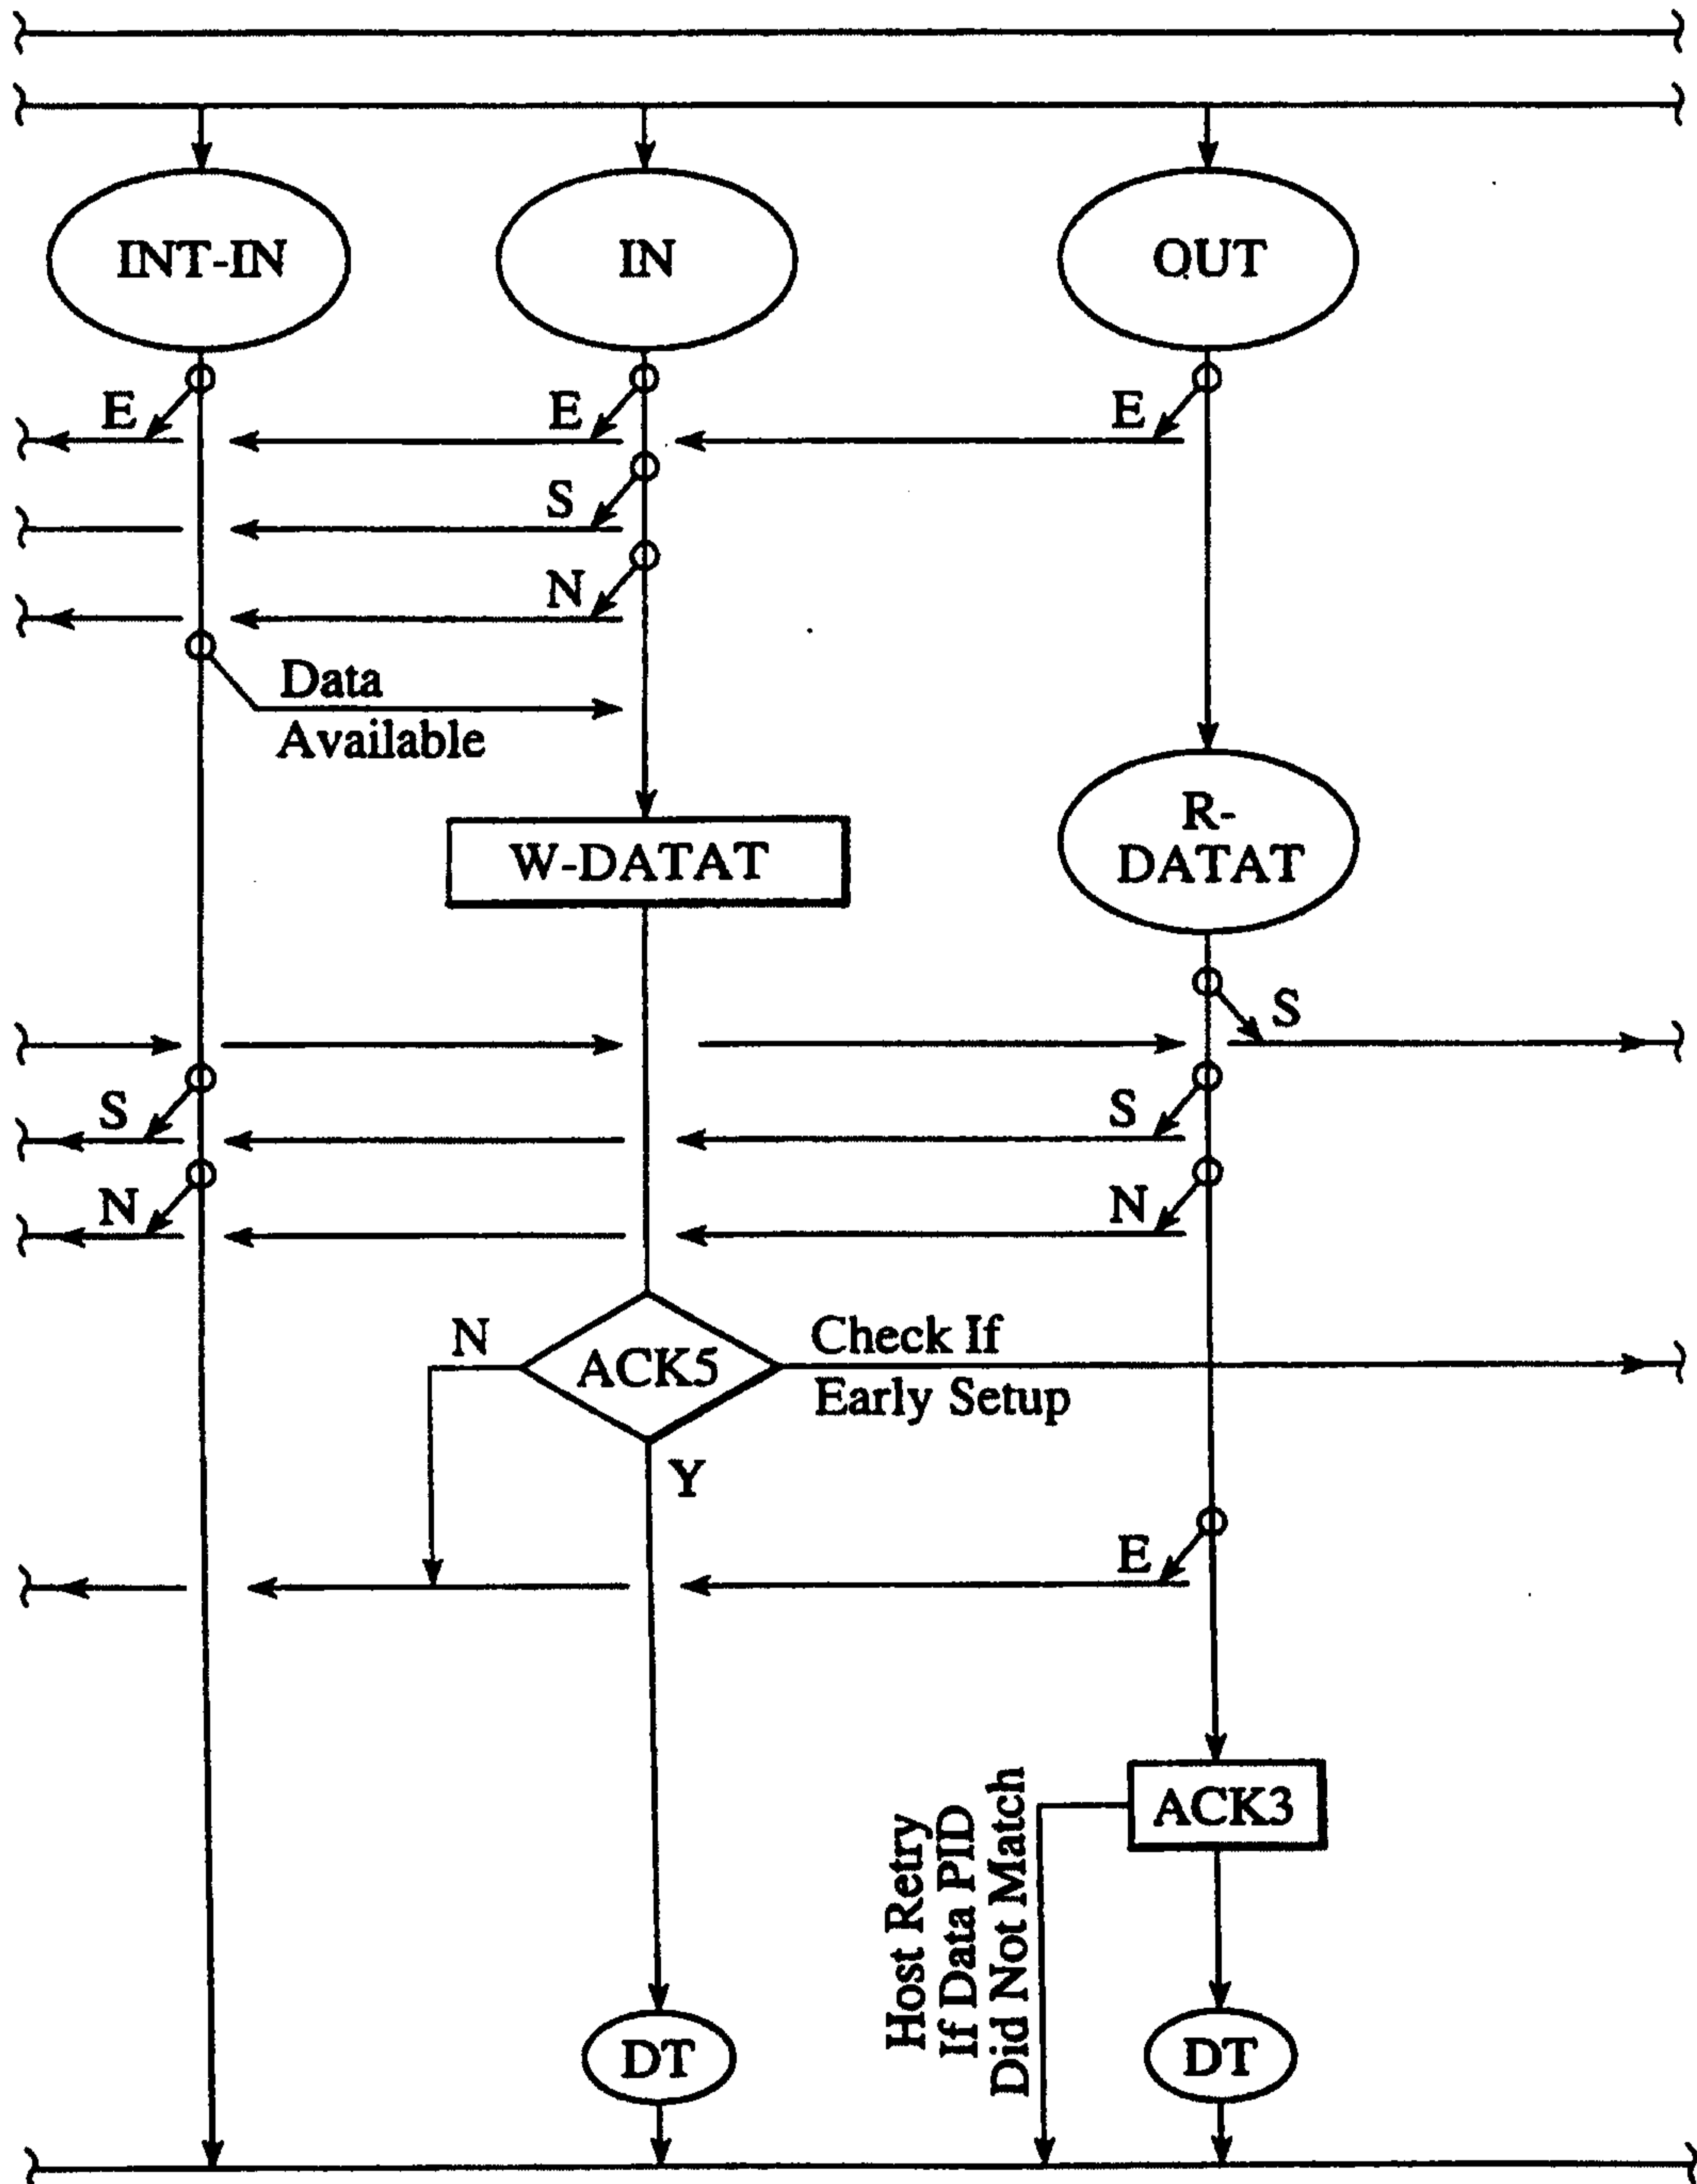 INT-IN
IN
OUT
E
E
E
S
N
Data
Available
W-DATAT
R-
DATAT
S
S
S
N
N
N
ACK5
Check If
Early Setup
Y
E
ACK3
Host Retry
If Data PID
Did Not Match
DT
DT